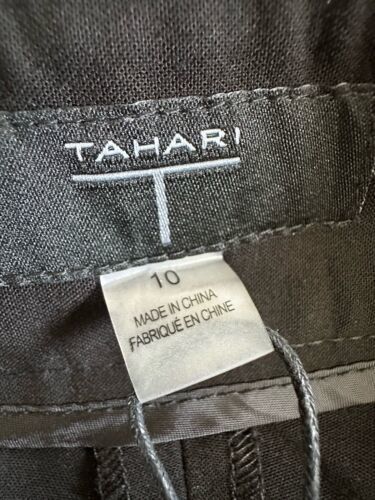 TAHARI
T
10
MADE IN CHINA
FABRIQUÉ EN CHINE